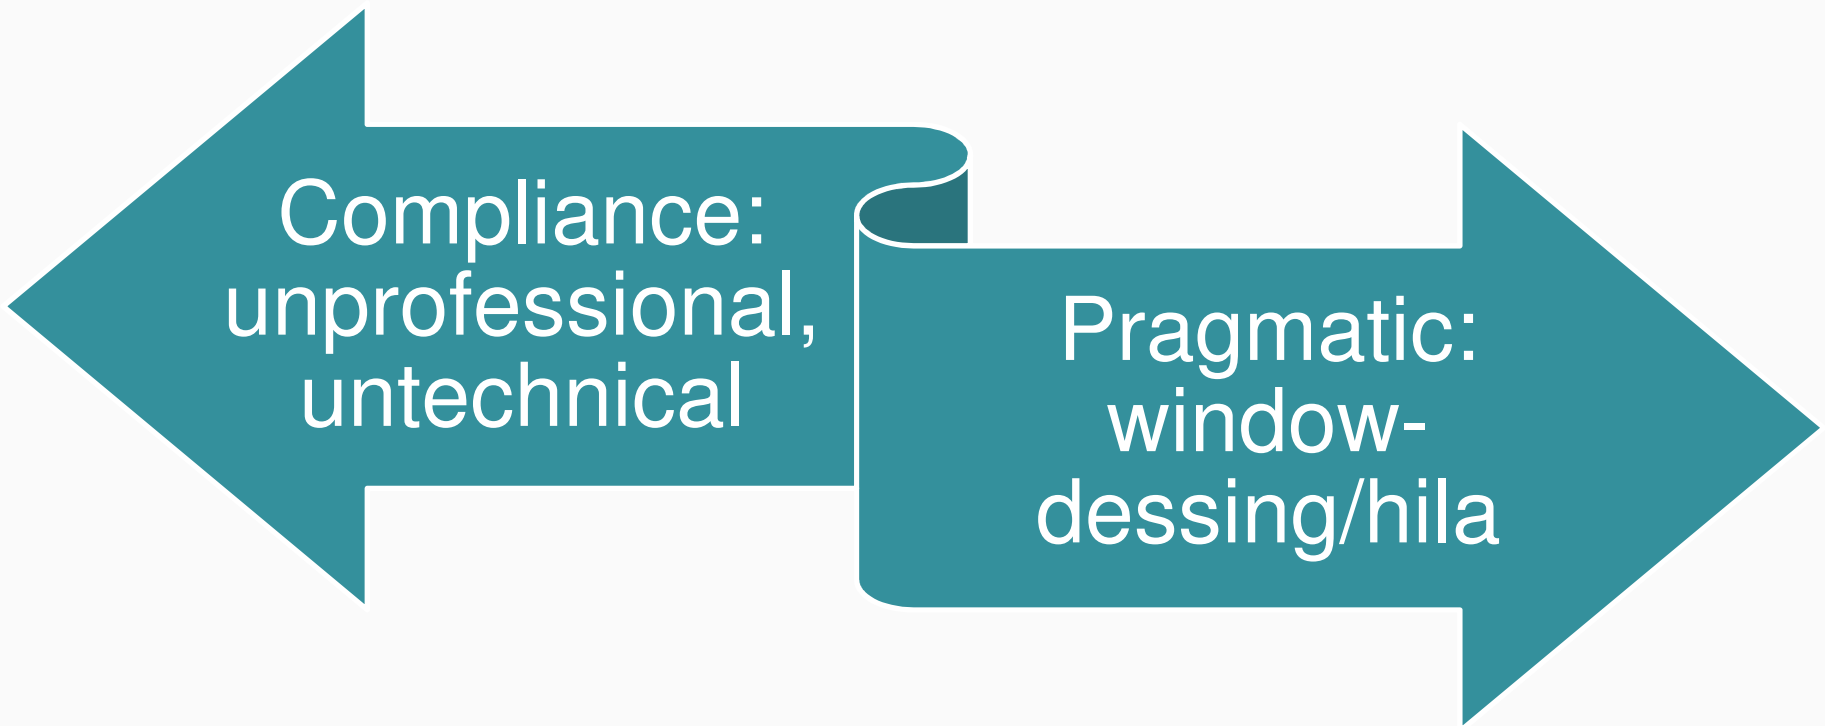 Compliance:
unprofessional,
untechnical
Pragmatic:
window-
dessing/hila